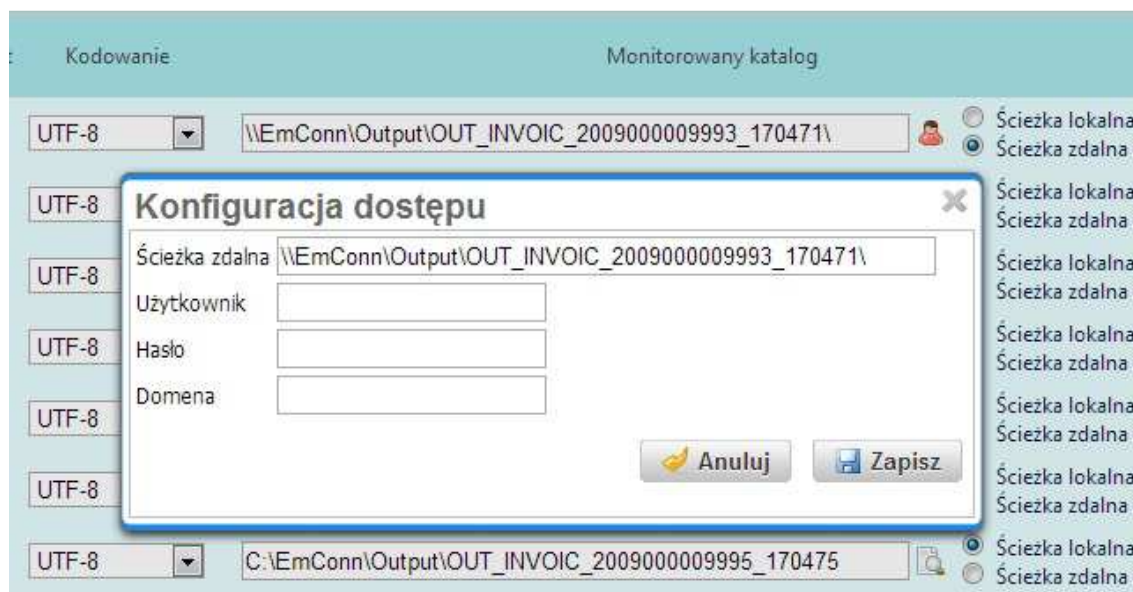 Kodowanie Monitorowany katalog
UTF-8 \\EmConn\Output\OUT_INVOIC_2009000009993_170471\ Ścieżka lokalna
Ścieżka zdalna
UTF-8 Ścieżka lokalna
Ścieżka zdalna
Konfiguracja dostępu
Ścieżka zdalna \\EmConn\Output\OUT_INVOIC_2009000009993_170471\
Użytkownik
Hasło
Domena
Anuluj Zapisz
UTF-8 Ścieżka lokalna
Ścieżka zdalna
UTF-8 Ścieżka lokalna
Ścieżka zdalna
UTF-8 Ścieżka lokalna
Ścieżka zdalna
UTF-8 Ścieżka lokalna
Ścieżka zdalna
UTF-8 C:\EmConn\Output\OUT_INVOIC_2009000009995_170475 Ścieżka lokalna
Ścieżka zdalna